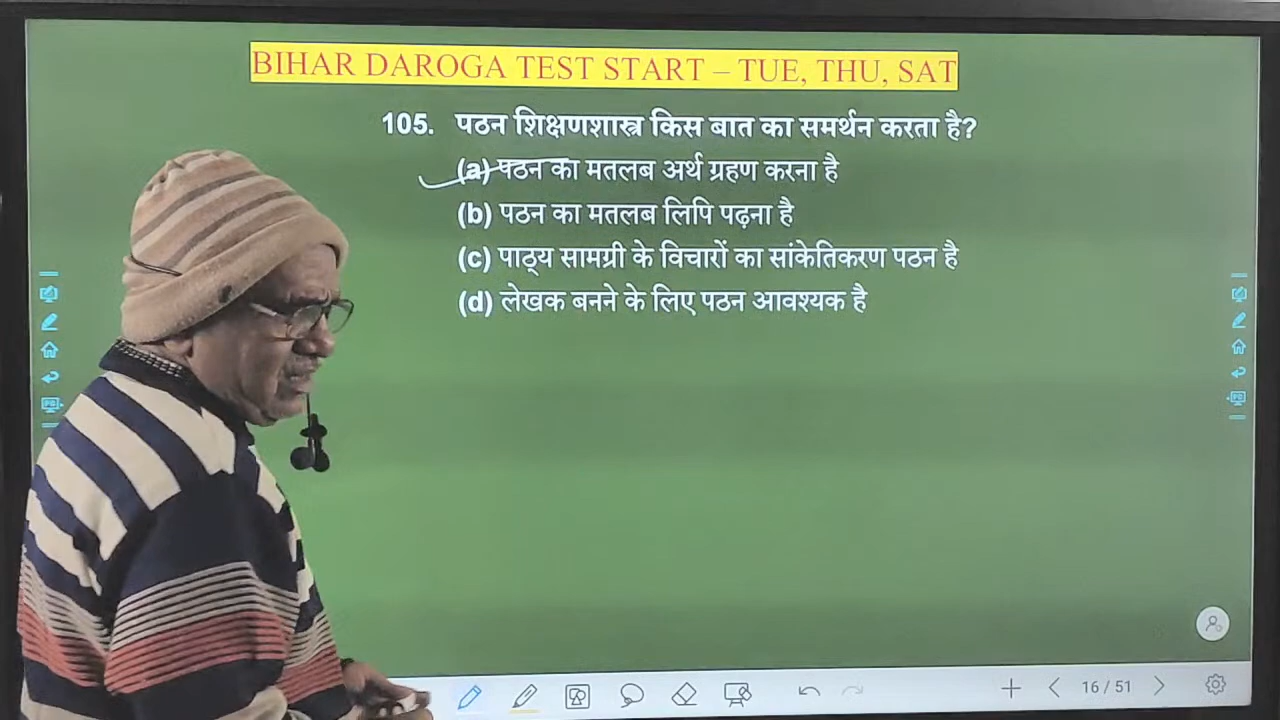 BIHAR DAROGA TEST START – TUE, THU, SAT
105. पठन शिक्षणशास्त्र किस बात का समर्थन करता है?
(a) पठन का मतलब अर्थ ग्रहण करना है
(b) पठन का मतलब लिपि पढ़ना है
(c) पाठ्य सामग्री के विचारों का सांकेतिकरण पठन है
(d) लेखक बनने के लिए पठन आवश्यक है
16 / 51